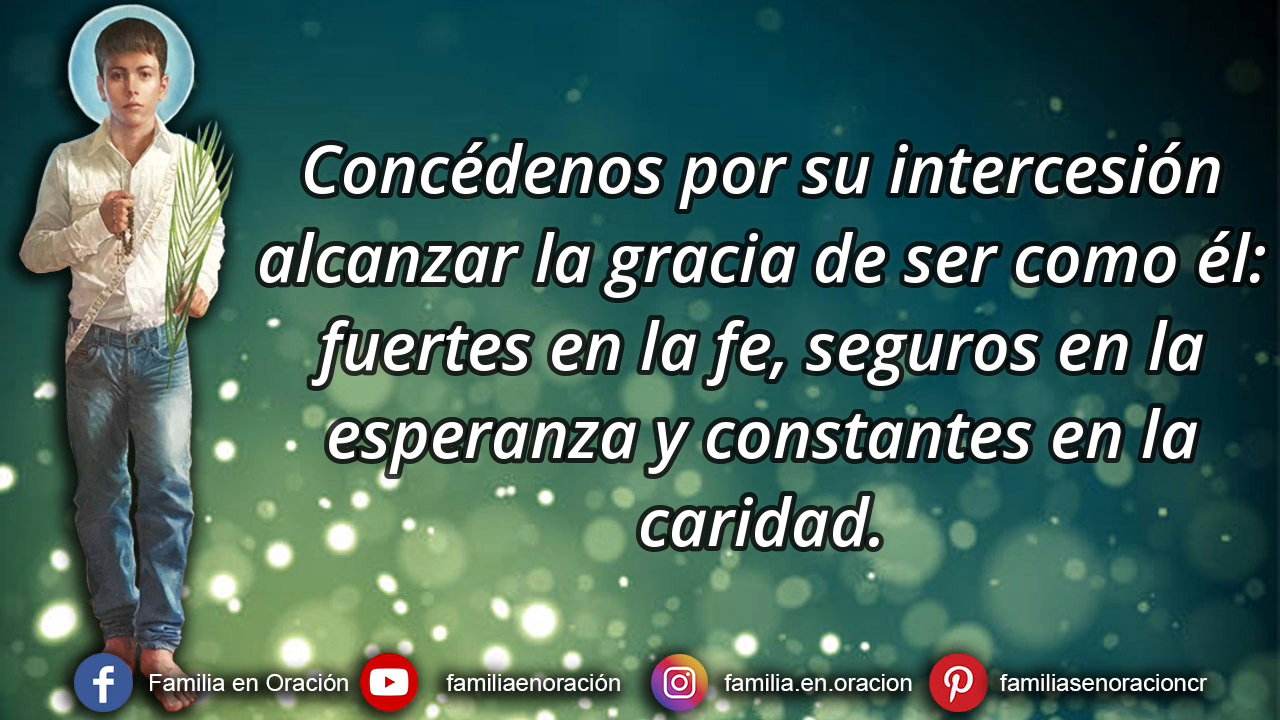 Concédenos por su intercesión
alcanzar la gracia de ser como él:
fuertes en la fe, seguros en la
esperanza y constantes en la
caridad.
Familia en Oración
familiaenoración
familia.en.oracion
familiasenoracioncr